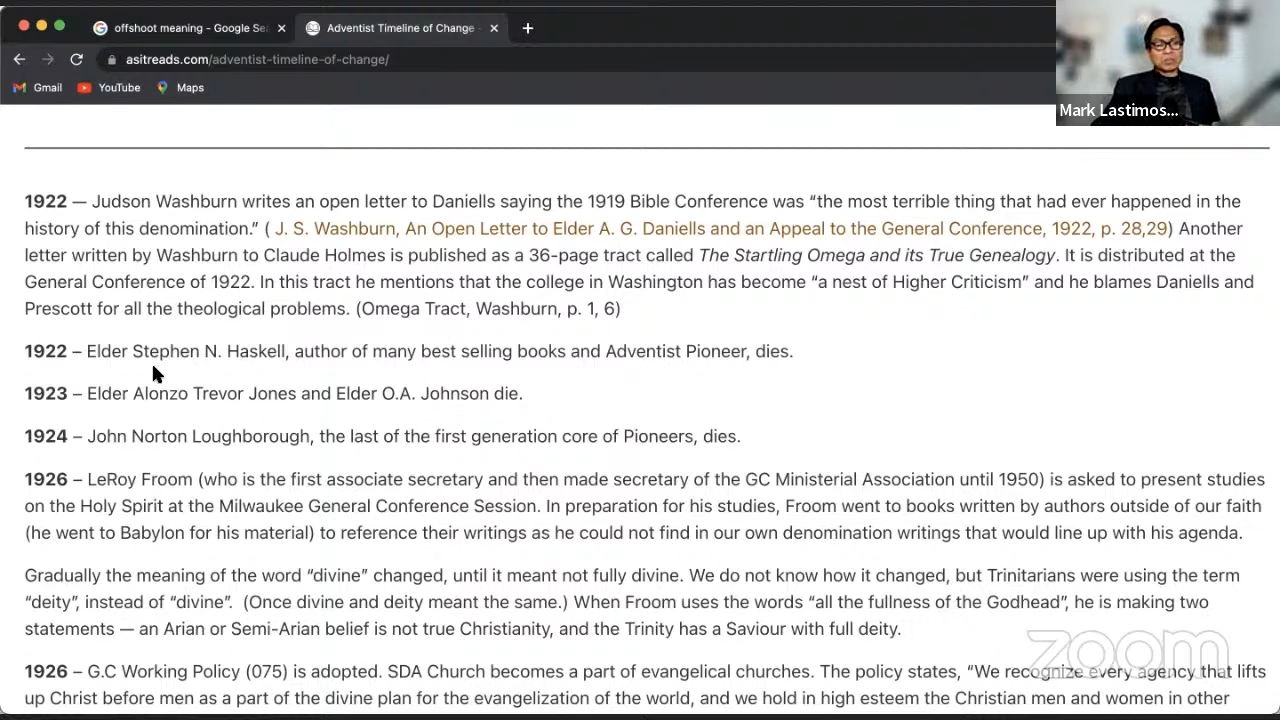 offshoot meaning - Google Se
Adventist Timeline of Change
asitreads.com/adventist-timeline-of-change/
Gmail YouTube Maps
Mark Lastimos...
1922 — Judson Washburn writes an open letter to Daniells saying the 1919 Bible Conference was “the most terrible thing that had ever happened in the
history of this denomination.” ( J. S. Washburn, An Open Letter to Elder A. G. Daniells and an Appeal to the General Conference, 1922, p. 28,29) Another
letter written by Washburn to Claude Holmes is published as a 36-page tract called The Startling Omega and its True Genealogy. It is distributed at the
General Conference of 1922. In this tract he mentions that the college in Washington has become “a nest of Higher Criticism” and he blames Daniells and
Prescott for all the theological problems. (Omega Tract, Washburn, p. 1, 6)
1922 – Elder Stephen N. Haskell, author of many best selling books and Adventist Pioneer, dies.
1923 – Elder Alonzo Trevor Jones and Elder O.A. Johnson die.
1924 – John Norton Loughborough, the last of the first generation core of Pioneers, dies.
1926 – LeRoy Froom (who is the first associate secretary and then made secretary of the GC Ministerial Association until 1950) is asked to present studies
on the Holy Spirit at the Milwaukee General Conference Session. In preparation for his studies, Froom went to books written by authors outside of our faith
(he went to Babylon for his material) to reference their writings as he could not find in our own denomination writings that would line up with his agenda.
Gradually the meaning of the word “divine” changed, until it meant not fully divine. We do not know how it changed, but Trinitarians were using the term
“deity”, instead of “divine”. (Once divine and deity meant the same.) When Froom uses the words “all the fullness of the Godhead”, he is making two
statements — an Arian or Semi-Arian belief is not true Christianity, and the Trinity has a Saviour with full deity.
zoom
1926 – G.C Working Policy (075) is adopted. SDA Church becomes a part of evangelical churches. The policy states, “We recognize every agency that lifts
up Christ before men as a part of the divine plan for the evangelization of the world, and we hold in high esteem the Christian men and women in other